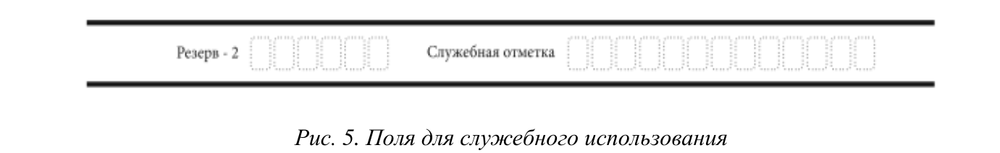 Резерв - 2 Служебная отметка
Рис. 5. Поля для служебного использования